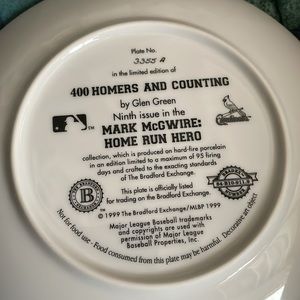 Plate No.
3355 A
in the limited edition of
400 HOMERS AND COUNTING
by Glen Green
Ninth issue in the
MARK McGWIRE:
HOME RUN HERO
collection, which is produced on hard-fire porcelain
in an edition limited to a maximum of 95 firing
days and crafted to the exacting standards
of The Bradford Exchange.
This plate is officially listed
for trading on The Bradford Exchange.
B
84-B10-
©1999 The Bradford Exchange/MLBP 1999
Major League Baseball trademarks
and copyrights are used with
permission of Major League
Baseball Properties, Inc.
Not for food use - Food consumed from this plate may be harmful. Decorative art object